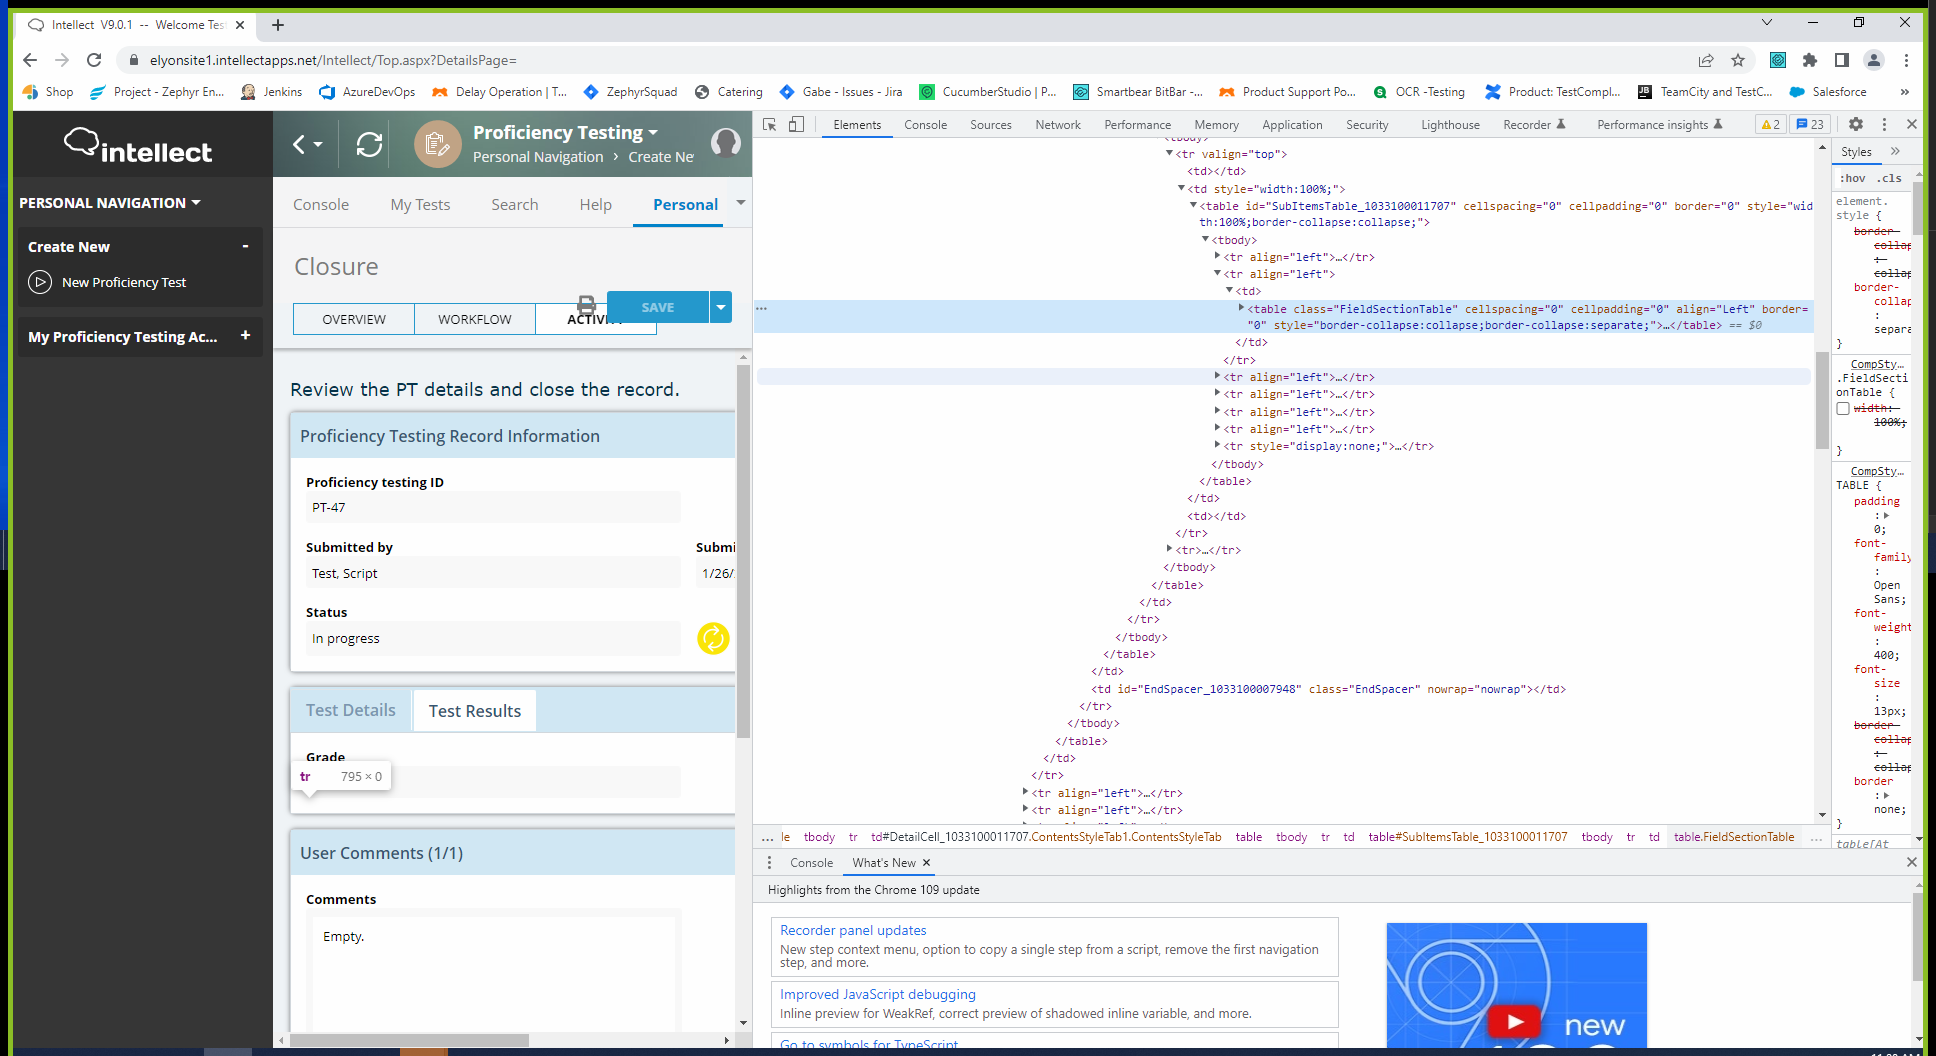 Intellect V9.0.1 -- Welcome Tes
elyonsite1.intellectapps.net/Intellect/Top.aspx?DetailsPage=
Shop
Project - Zephyr En...
Jenkins
AzureDevOps
Delay Operation | T...
ZephyrSquad
Catering
Gabe - Issues - Jira
CucumberStudio | P...
Smartbear BitBar -...
Product Support Po...
OCR -Testing
Product: TestCompl...
TeamCity and TestC...
Salesforce
»
intellect
PERSONAL NAVIGATION
Create New
-
New Proficiency Test
My Proficiency Testing Ac...
+
Proficiency Testing
Personal Navigation › Create Ne
Console
My Tests
Search
Help
Personal
Closure
SAVE
OVERVIEW
WORKFLOW
ACTIVI
Review the PT details and close the record.
Proficiency Testing Record Information
Proficiency testing ID
PT-47
Submitted by
Submi
Test, Script
1/26/
Status
In progress
Test Details
Test Results
Grade
tr 795 × 0
User Comments (1/1)
Comments
Empty.
Elements
Console
Sources
Network
Performance
Memory
Application
Security
Lighthouse
Recorder
Performance insights
2
23
<tbody>
<tr valign="top">
<td></td>
<td style="width:100%;">
<table id="SubItemsTable_1033100011707" cellspacing="0" cellpadding="0" border="0" style="wid
th:100%;border-collapse:collapse;">
<tbody>
<tr align="left">…</tr>
<tr align="left">
<td>
<table class="FieldSectionTable" cellspacing="0" cellpadding="0" align="Left" border=
"0" style="border-collapse:collapse;border-collapse:separate;">…</table> == $0
</td>
</tr>
<tr align="left">…</tr>
<tr align="left">…</tr>
<tr align="left">…</tr>
<tr align="left">…</tr>
<tr style="display:none;">…</tr>
</tbody>
</table>
</td>
<td></td>
</tr>
<tr>…</tr>
</tbody>
</table>
</td>
</tr>
</tbody>
</table>
</td>
<td id="EndSpacer_1033100007948" class="EndSpacer" nowrap="nowrap"></td>
</tr>
</tbody>
</table>
</td>
</tr>
<tr align="left">…</tr>
<tr align="left">…</tr>
... le tbody tr td#DetailCell_1033100011707.ContentsStyleTab1.ContentsStyleTab table tbody tr td table#SubItemsTable_1033100011707 tbody tr td table.FieldSectionTable ...
Styles
»
:hov .cls
element.
style {
border-
collap
:
collap
border-
collap
:
separa
}
CompSty…
.FieldSecti
onTable {
width:
100%;
}
CompSty…
TABLE {
padding
:
0;
font-
family
:
Open
Sans;
font-
weight
:
400;
font-
size
:
13px;
border-
collap
:
collap
border
:
none;
}
table[At
Console
What's New
Highlights from the Chrome 109 update
Recorder panel updates
New step context menu, option to copy a single step from a script, remove the first navigation
step, and more.
Improved JavaScript debugging
Inline preview for WeakRef, correct preview of shadowed inline variable, and more.
Go to symbols for TypeScript
new